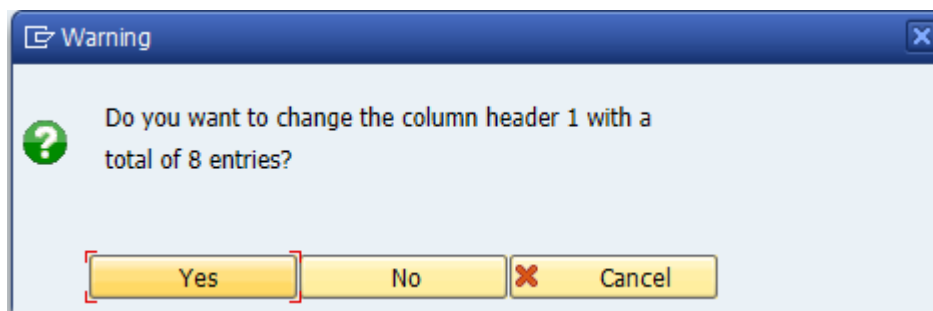 Warning
Do you want to change the column header 1 with a
total of 8 entries?
Yes No Cancel